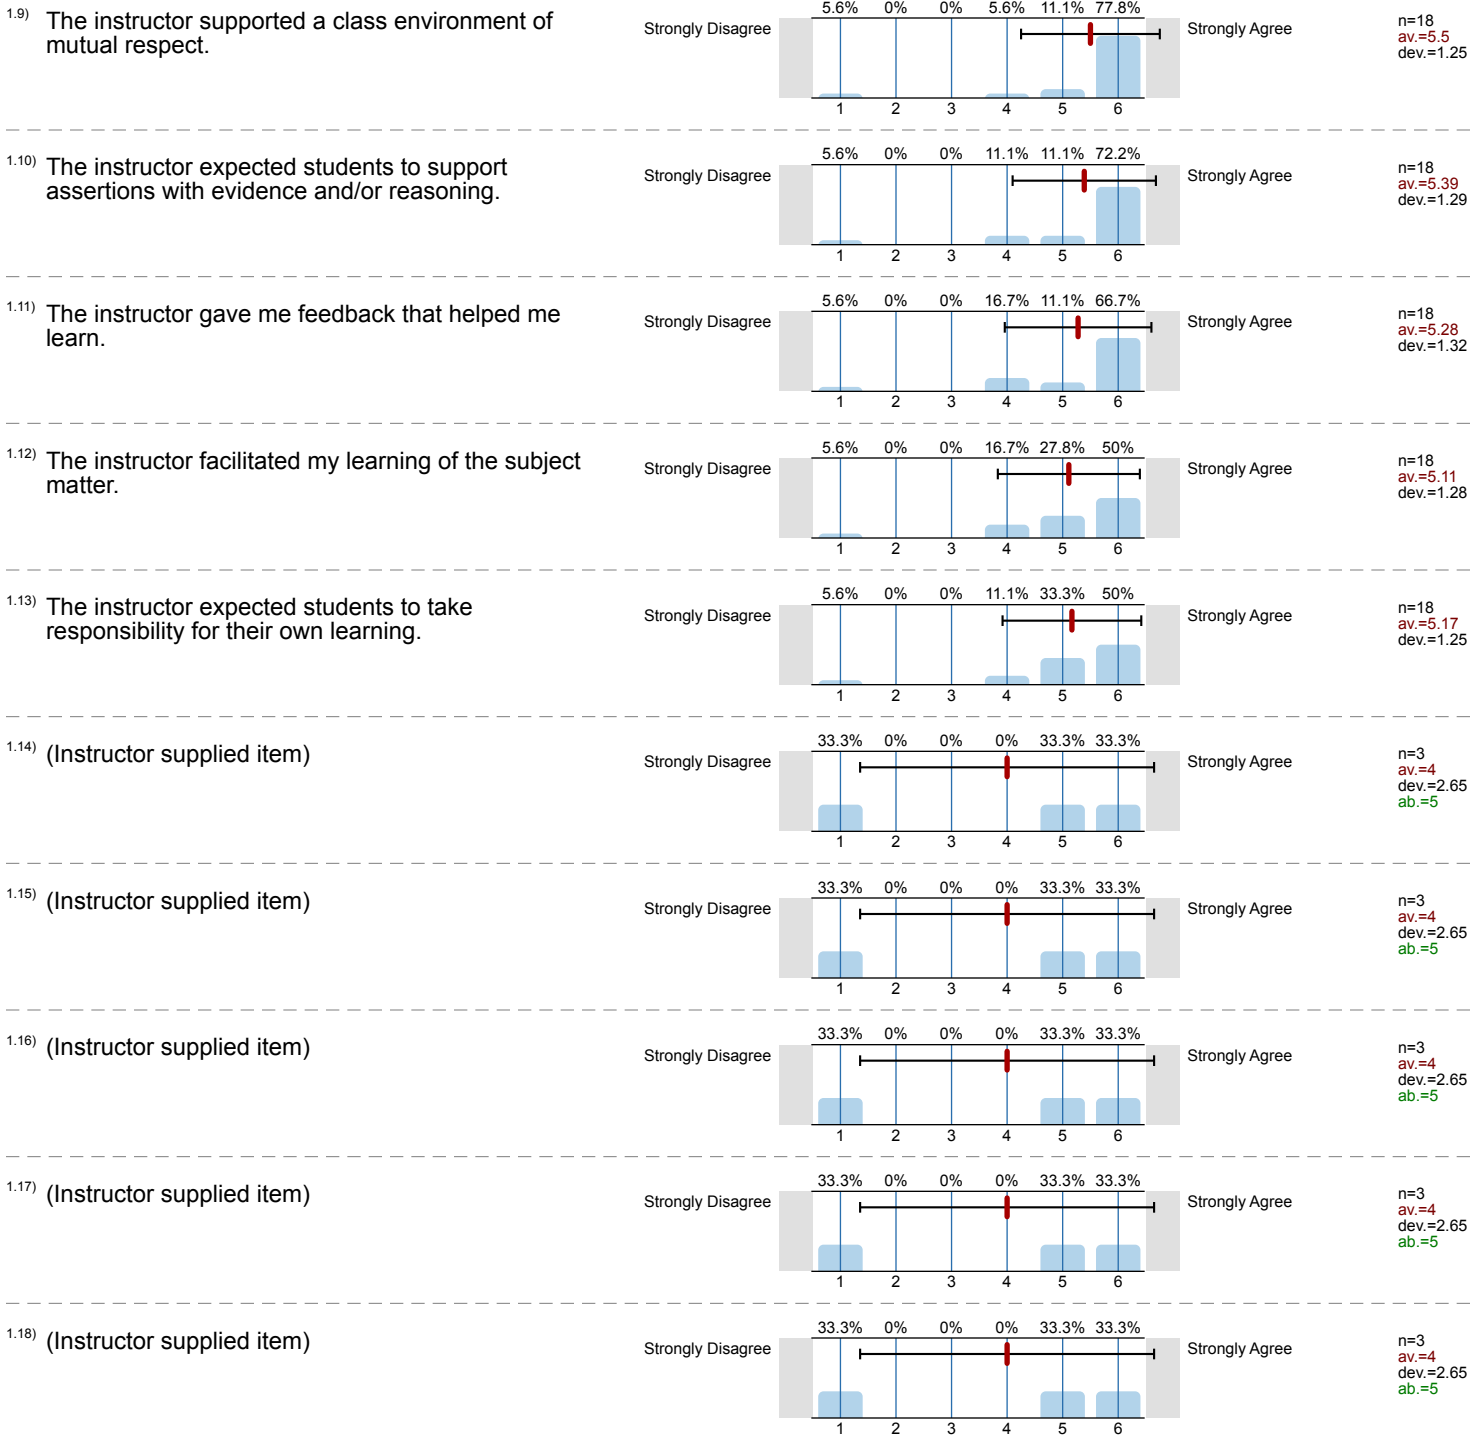 1.9) The instructor supported a class environment of
mutual respect.
Strongly Disagree
5.6% 0% 0% 5.6% 11.1% 77.8%
1 2 3 4 5 6
Strongly Agree
n=18
av.=5.5
dev.=1.25
1.10) The instructor expected students to support
assertions with evidence and/or reasoning.
Strongly Disagree
5.6% 0% 0% 11.1% 11.1% 72.2%
1 2 3 4 5 6
Strongly Agree
n=18
av.=5.39
dev.=1.29
1.11) The instructor gave me feedback that helped me
learn.
Strongly Disagree
5.6% 0% 0% 16.7% 11.1% 66.7%
1 2 3 4 5 6
Strongly Agree
n=18
av.=5.28
dev.=1.32
1.12) The instructor facilitated my learning of the subject
matter.
Strongly Disagree
5.6% 0% 0% 16.7% 27.8% 50%
1 2 3 4 5 6
Strongly Agree
n=18
av.=5.11
dev.=1.28
1.13) The instructor expected students to take
responsibility for their own learning.
Strongly Disagree
5.6% 0% 0% 11.1% 33.3% 50%
1 2 3 4 5 6
Strongly Agree
n=18
av.=5.17
dev.=1.25
1.14) (Instructor supplied item)
Strongly Disagree
33.3% 0% 0% 0% 33.3% 33.3%
1 2 3 4 5 6
Strongly Agree
n=3
av.=4
dev.=2.65
ab.=5
1.15) (Instructor supplied item)
Strongly Disagree
33.3% 0% 0% 0% 33.3% 33.3%
1 2 3 4 5 6
Strongly Agree
n=3
av.=4
dev.=2.65
ab.=5
1.16) (Instructor supplied item)
Strongly Disagree
33.3% 0% 0% 0% 33.3% 33.3%
1 2 3 4 5 6
Strongly Agree
n=3
av.=4
dev.=2.65
ab.=5
1.17) (Instructor supplied item)
Strongly Disagree
33.3% 0% 0% 0% 33.3% 33.3%
1 2 3 4 5 6
Strongly Agree
n=3
av.=4
dev.=2.65
ab.=5
1.18) (Instructor supplied item)
Strongly Disagree
33.3% 0% 0% 0% 33.3% 33.3%
1 2 3 4 5 6
Strongly Agree
n=3
av.=4
dev.=2.65
ab.=5